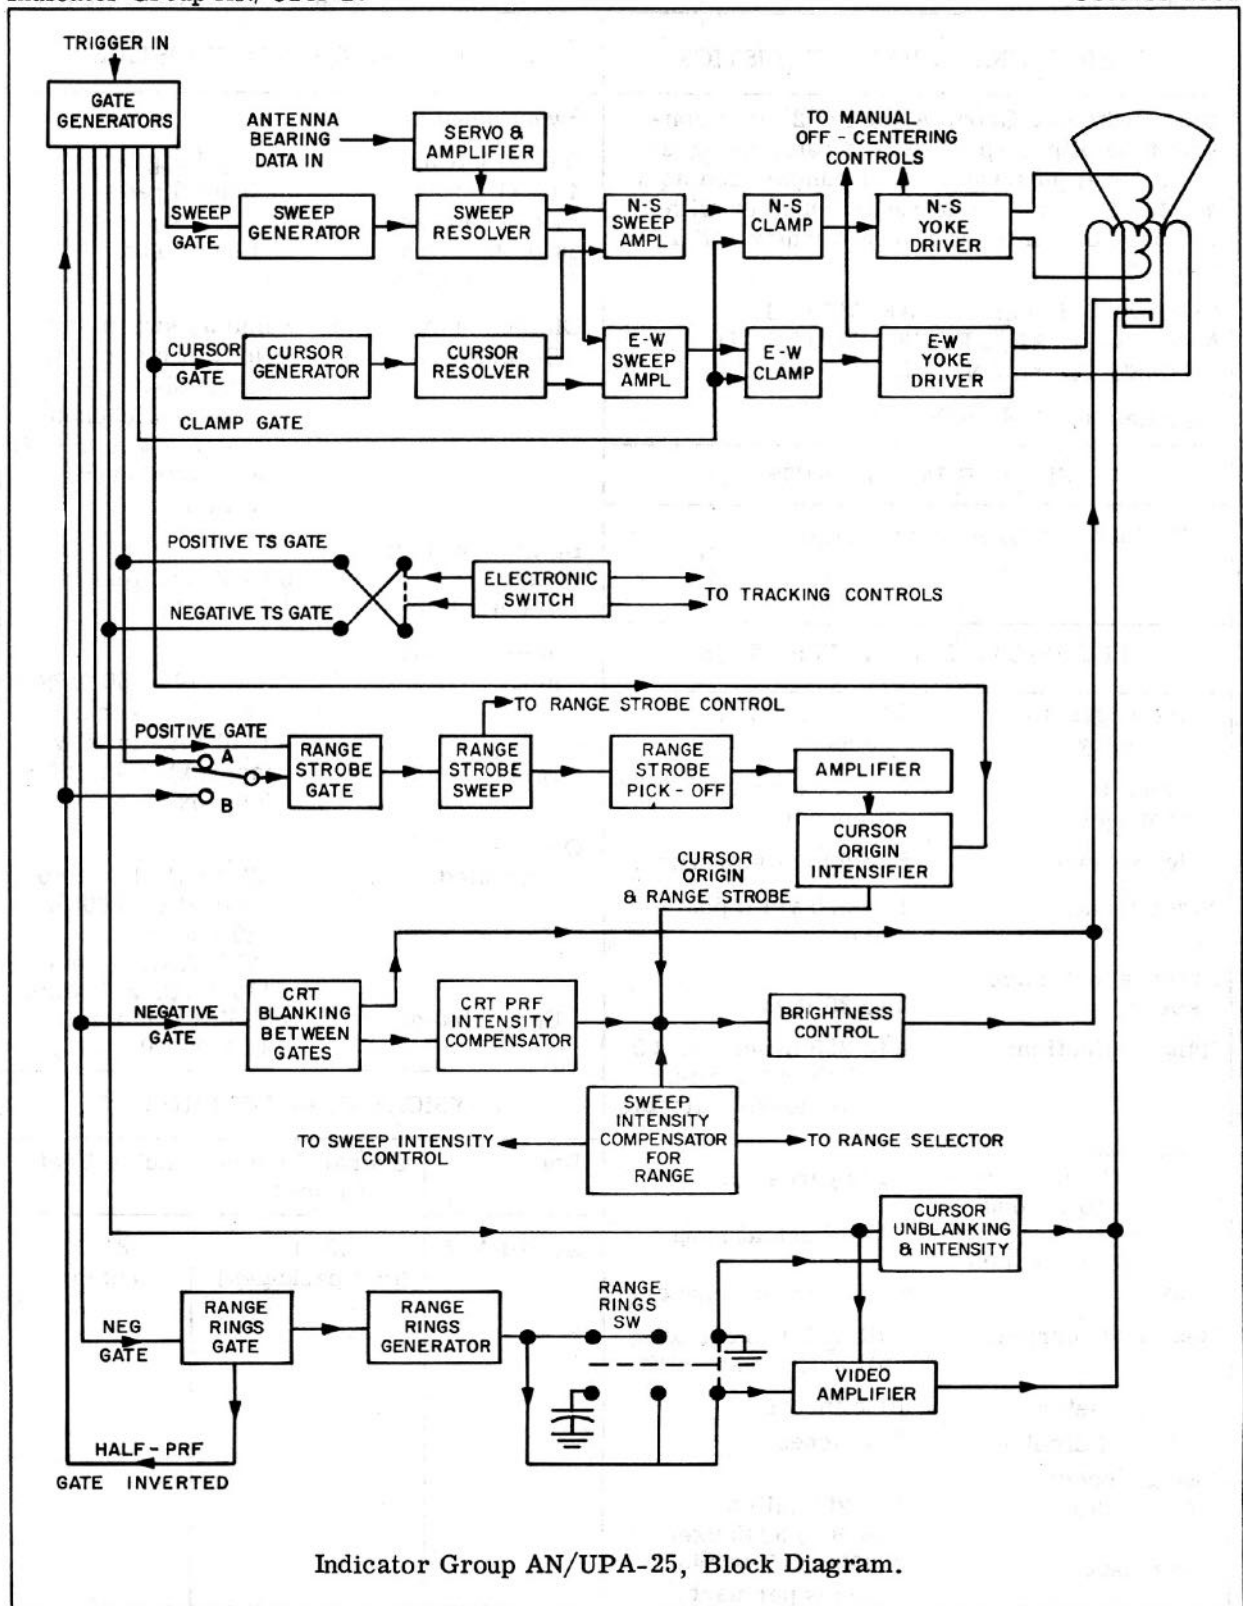 TRIGGER IN
GATE
GENERATORS
ANTENNA
BEARING
DATA IN
SERVO &
AMPLIFIER
TO MANUAL
OFF - CENTERING
CONTROLS
SWEEP
GATE
SWEEP
GENERATOR
SWEEP
RESOLVER
N-S
SWEEP
AMPL
N-S
CLAMP
N-S
YOKE
DRIVER
CURSOR
GATE
CURSOR
GENERATOR
CURSOR
RESOLVER
E-W
SWEEP
AMPL
E-W
CLAMP
E-W
YOKE
DRIVER
CLAMP GATE
POSITIVE TS GATE
NEGATIVE TS GATE
ELECTRONIC
SWITCH
TO TRACKING CONTROLS
TO RANGE STROBE CONTROL
POSITIVE GATE
A
B
RANGE
STROBE
GATE
RANGE
STROBE
SWEEP
RANGE
STROBE
PICK - OFF
AMPLIFIER
CURSOR
ORIGIN
INTENSIFIER
CURSOR
ORIGIN
& RANGE STROBE
NEGATIVE
GATE
CRT
BLANKING
BETWEEN
GATES
CRT PRF
INTENSITY
COMPENSATOR
BRIGHTNESS
CONTROL
TO SWEEP INTENSITY
CONTROL
SWEEP
INTENSITY
COMPENSATOR
FOR
RANGE
TO RANGE SELECTOR
CURSOR
UNBLANKING
& INTENSITY
NEG
GATE
RANGE
RINGS
GATE
RANGE
RINGS
GENERATOR
RANGE
RINGS
SW
VIDEO
AMPLIFIER
HALF - PRF
GATE INVERTED
Indicator Group AN/UPA-25, Block Diagram.